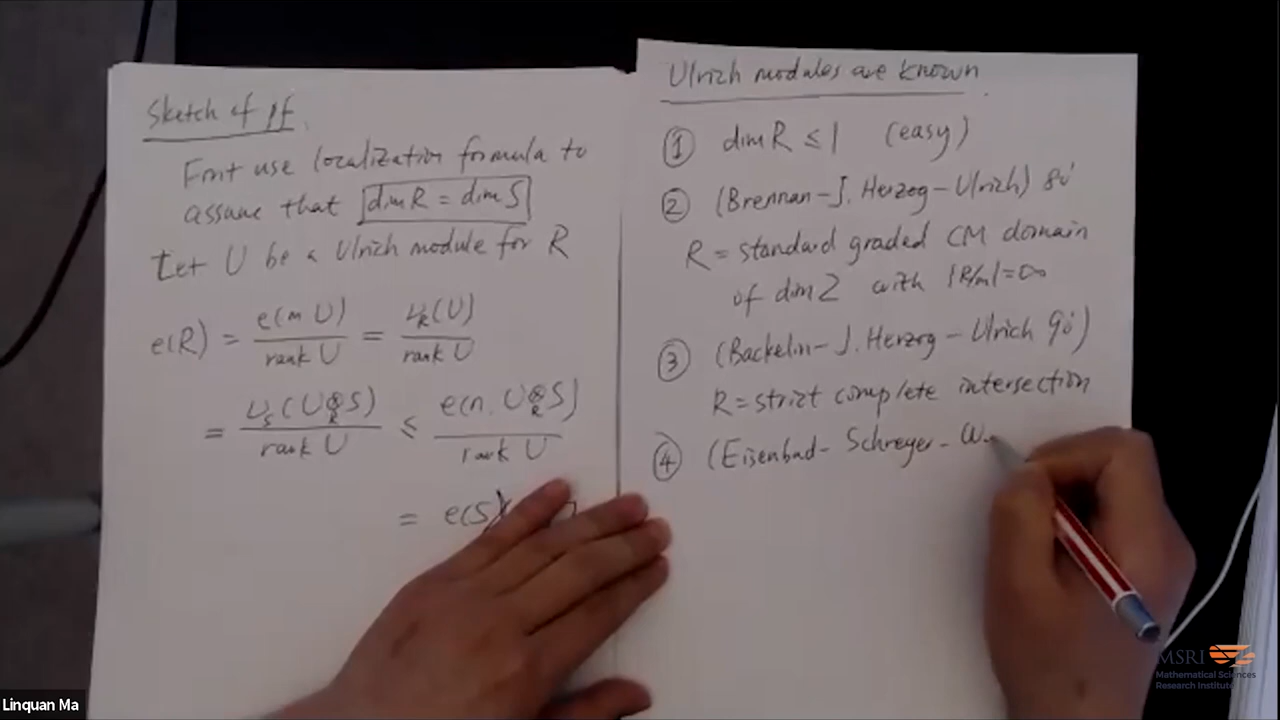 Sketch of pf.
First use localization formula to
assume that dim R = dim S
Let U be a Ulrich module for R
e(R) = e(m U) / rank U = μ_R(U) / rank U
= μ_S(U⊗_R S) / rank U ≤ e(n, U⊗_R S) / rank U
= e(S)
Ulrich modules are known.
① dim R ≤ 1 (easy)
② (Brennan-J. Herzog-Ulrich) 80'
R = standard graded CM domain
of dim 2 with |R/m| = ∞
③ (Backelin-J. Herzog-Ulrich 90')
R = strict complete intersection
④ (Eisenbud-Schreyer-W
Linquan Ma
MSRI
Mathematical Sciences
Research Institute